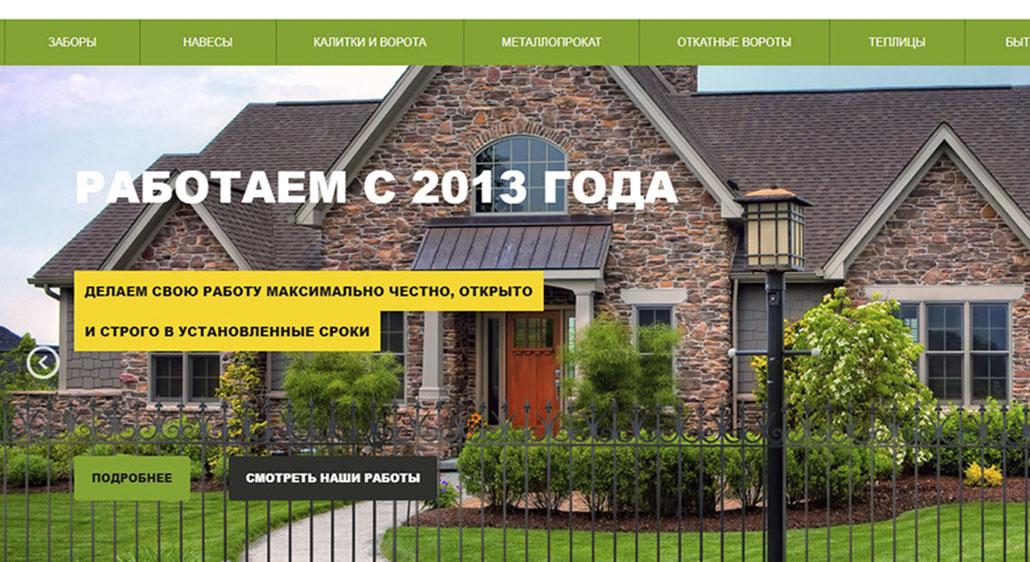 ЗАБОРЫ НАВЕСЫ КАЛИТКИ И ВОРОТА МЕТАЛЛОПРОКАТ ОТКАТНЫЕ ВОРОТЫ ТЕПЛИЦЫ БЫТ
РАБОТАЕМ С 2013 ГОДА
ДЕЛАЕМ СВОЮ РАБОТУ МАКСИМАЛЬНО ЧЕСТНО, ОТКРЫТО
И СТРОГО В УСТАНОВЛЕННЫЕ СРОКИ
ПОДРОБНЕЕ СМОТРЕТЬ НАШИ РАБОТЫ